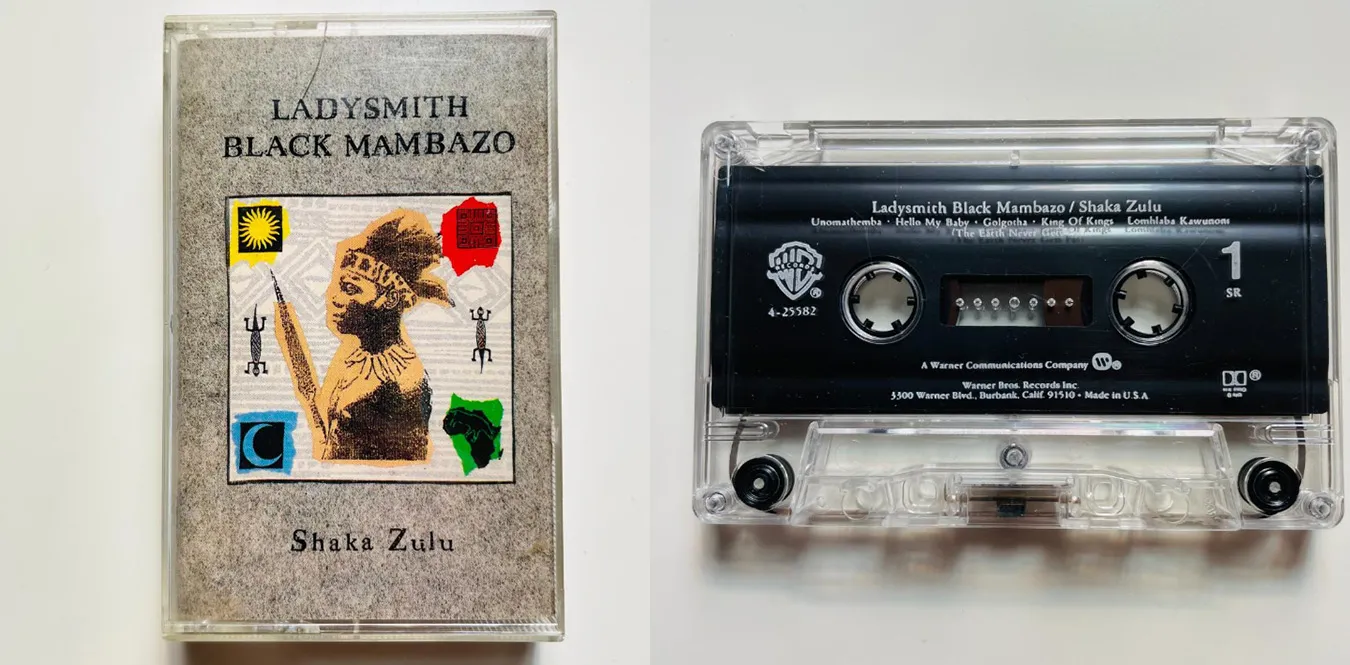 LADYSMITH
BLACK MAMBAZO
Shaka Zulu
Ladysmith Black Mambazo / Shaka Zulu
Unomathemba · Hello My Baby · Golgotha · King Of Kings Lomhlaba Kawunoni
(The Earth Never Gets
RECORDS
®
4-25582
1
SR
A Warner Communications Company ®
Warner Bros. Records Inc.
3300 Warner Blvd., Burbank, Calif. 91510 • Made in U.S.A
®